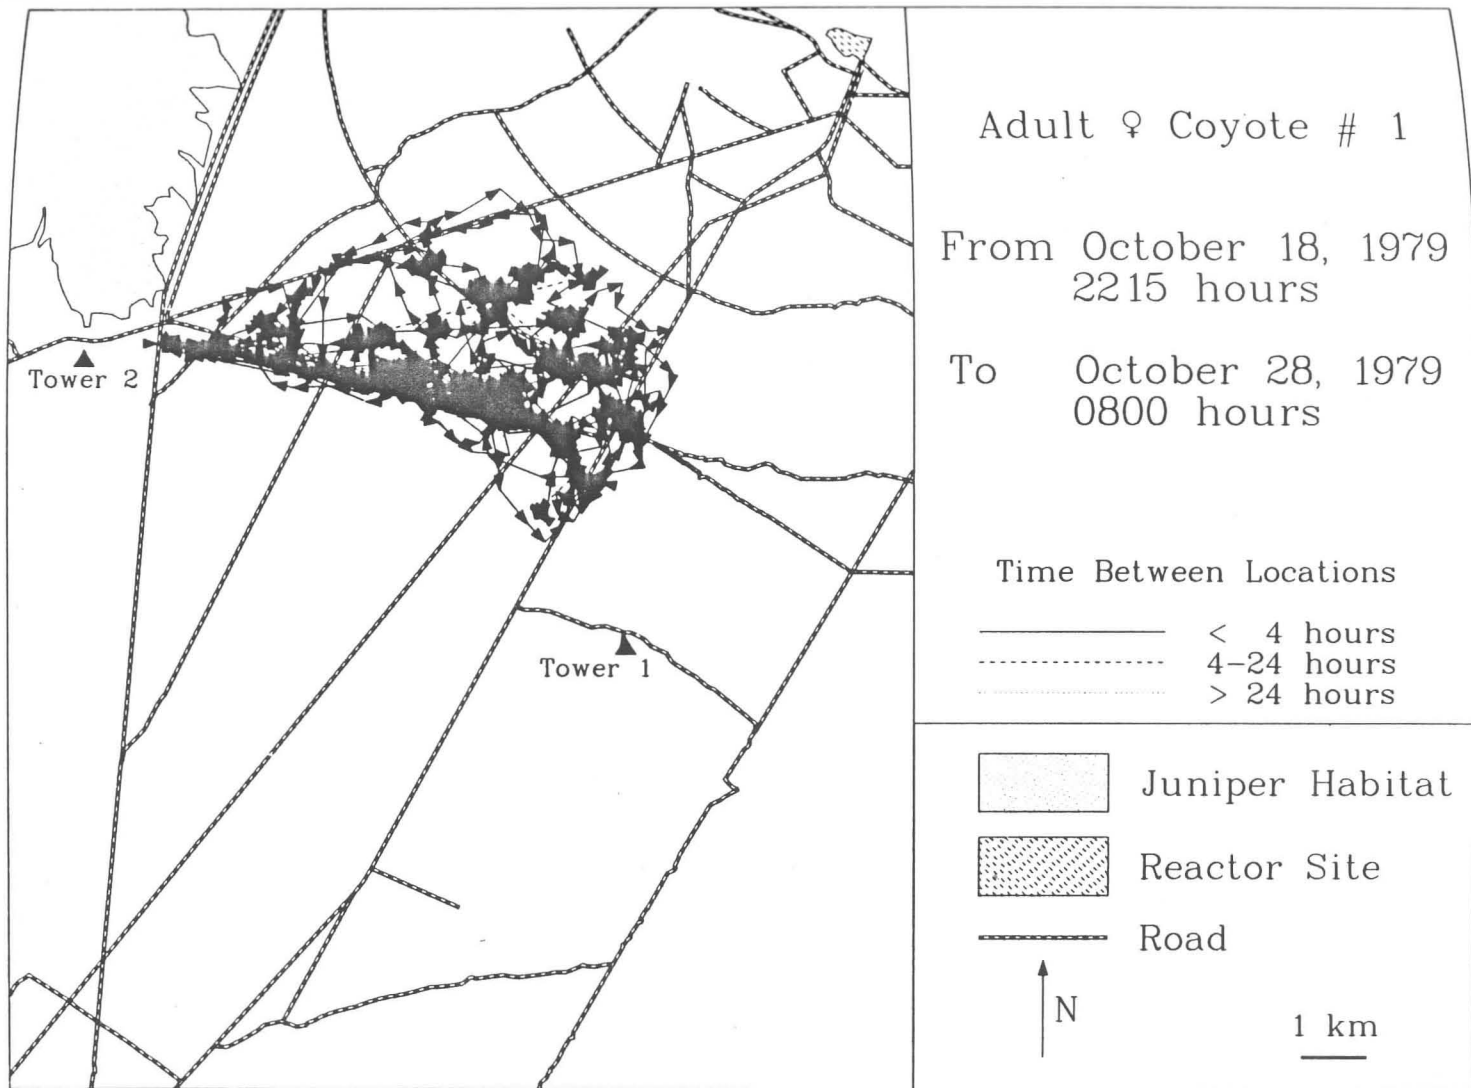 Adult ♀ Coyote # 1
From October 18, 1979
2215 hours
To October 28, 1979
0800 hours
Tower 2
Tower 1
Time Between Locations
< 4 hours
4-24 hours
> 24 hours
Juniper Habitat
Reactor Site
Road
N
1 km